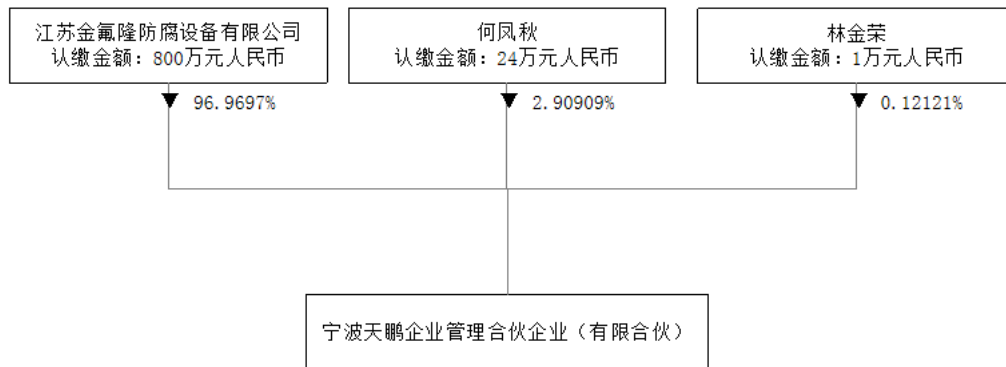 江苏金氟隆防腐设备有限公司
认缴金额：800万元人民币
何凤秋
认缴金额：24万元人民币
林金荣
认缴金额：1万元人民币
96.9697%
2.90909%
0.12121%
宁波天鹏企业管理合伙企业（有限合伙）